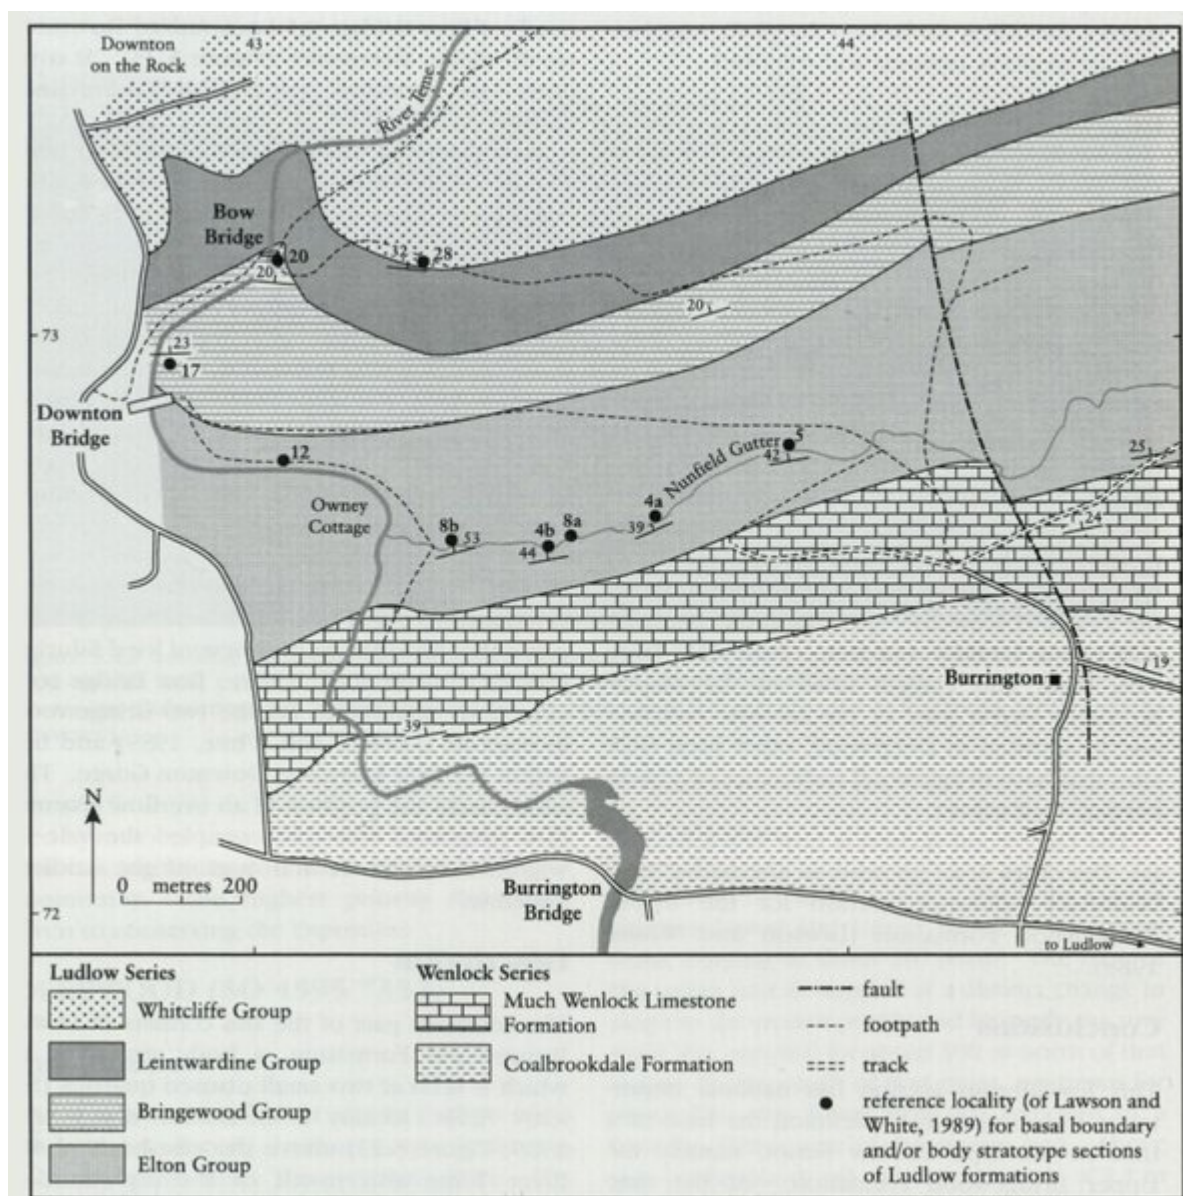 43
44
Downton
on the Rock
River Teme
Bow
Bridge
20
20
32
28
20
73
23
17
Downton
Bridge
12
Owney
Cottage
8b
53
4b
44
8a
4a
39
Nunfield Gutter
5
42
25
24
39
Burrington
19
N
0 metres 200
Burrington
Bridge
72
to Ludlow
Ludlow Series
Whitcliffe Group
Leintwardine Group
Bringewood Group
Elton Group
Wenlock Series
Much Wenlock Limestone
Formation
Coalbrookdale Formation
fault
footpath
track
reference locality (of Lawson and
White, 1989) for basal boundary
and/or body stratotype sections
of Ludlow formations